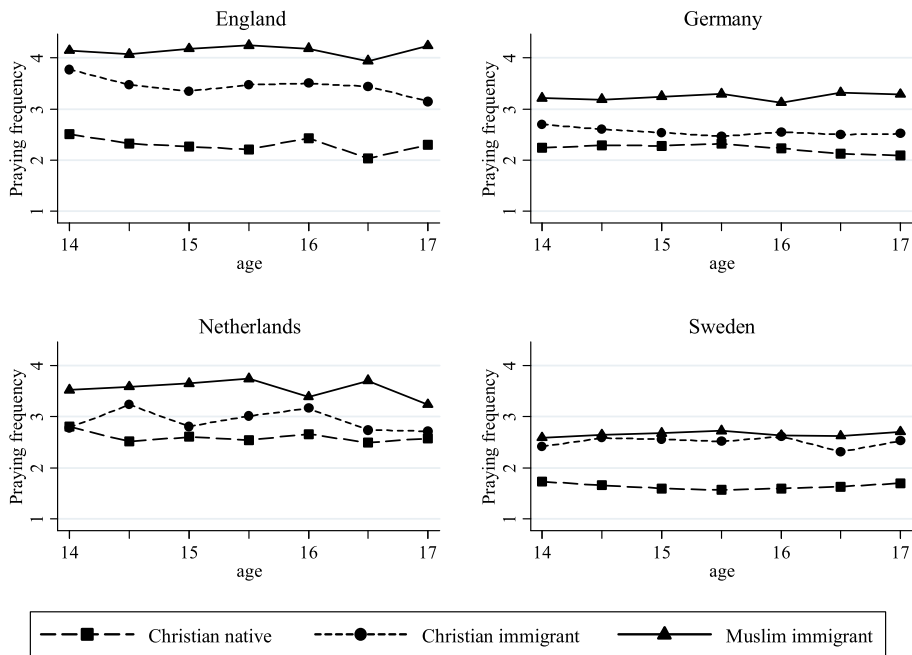 England
Praying frequency
4
3
2
1
14 15 16 17
age
Germany
Praying frequency
4
3
2
1
14 15 16 17
age
Netherlands
Praying frequency
4
3
2
1
14 15 16 17
age
Sweden
Praying frequency
4
3
2
1
14 15 16 17
age
Christian native Christian immigrant Muslim immigrant